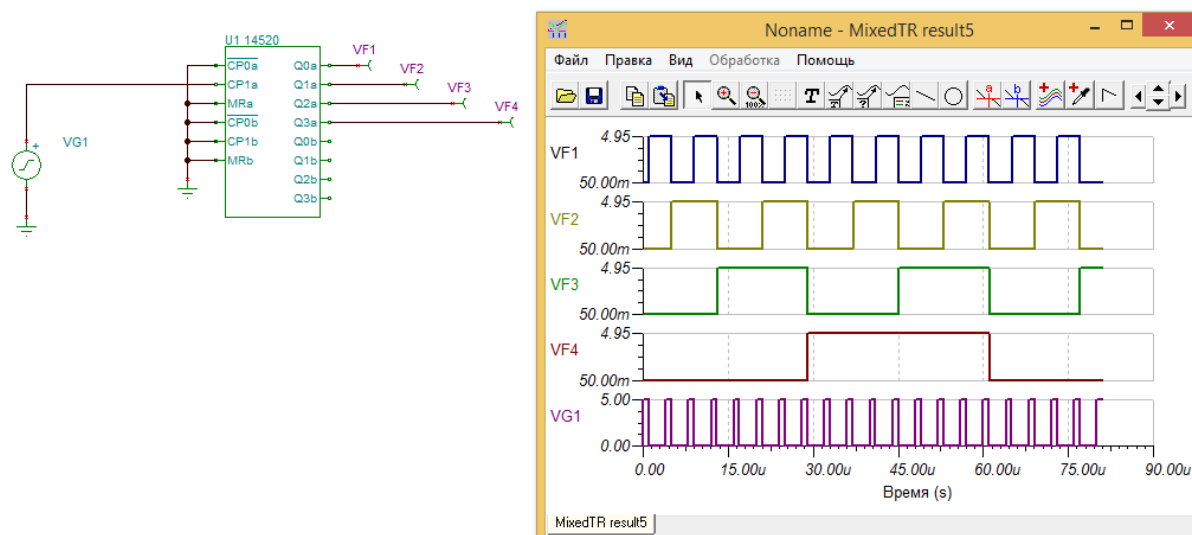 U1 14520
CP0a
CP1a
MRa
CP0b
CP1b
MRb
Q0a
Q1a
Q2a
Q3a
Q0b
Q1b
Q2b
Q3b
VF1
VF2
VF3
VF4
VG1
+
Noname - MixedTR result5
Файл Правка Вид Обработка Помощь
100%
T
a
b
VF1
4.95
50.00m
VF2
4.95
50.00m
VF3
4.95
50.00m
VF4
4.95
50.00m
VG1
5.00
0.00
0.00 15.00u 30.00u 45.00u 60.00u 75.00u 90.00u
Время (s)
MixedTR result5